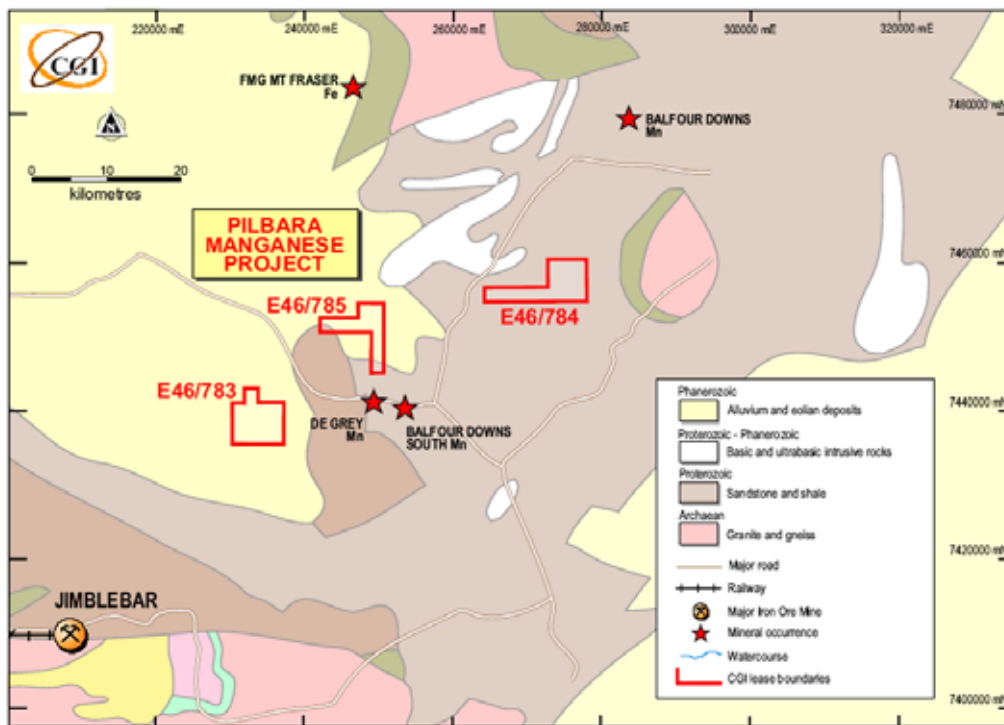 220000 mE
240000 mE
260000 mE
280000 mE
300000 mE
320000 mE
CGI
FMG MT FRASER
Fe
BALFOUR DOWNS
Mn
7480000 mN
N
0 10 20
kilometres
PILBARA
MANGANESE
PROJECT
7460000 mN
E46/785
E46/784
E46/783
DE GREY
Mn
BALFOUR DOWNS
SOUTH Mn
7440000 mN
Phanerozoic
Alluvium and eolian deposits
Proterozoic - Phanerozoic
Basic and ultrabasic intrusive rocks
Proterozoic
Sandstone and shale
Archaean
Granite and gneiss
Major road
Railway
Major Iron Ore Mine
Mineral occurrence
Watercourse
CGI lease boundaries
7420000 mN
JIMBLEBAR
7400000 mN